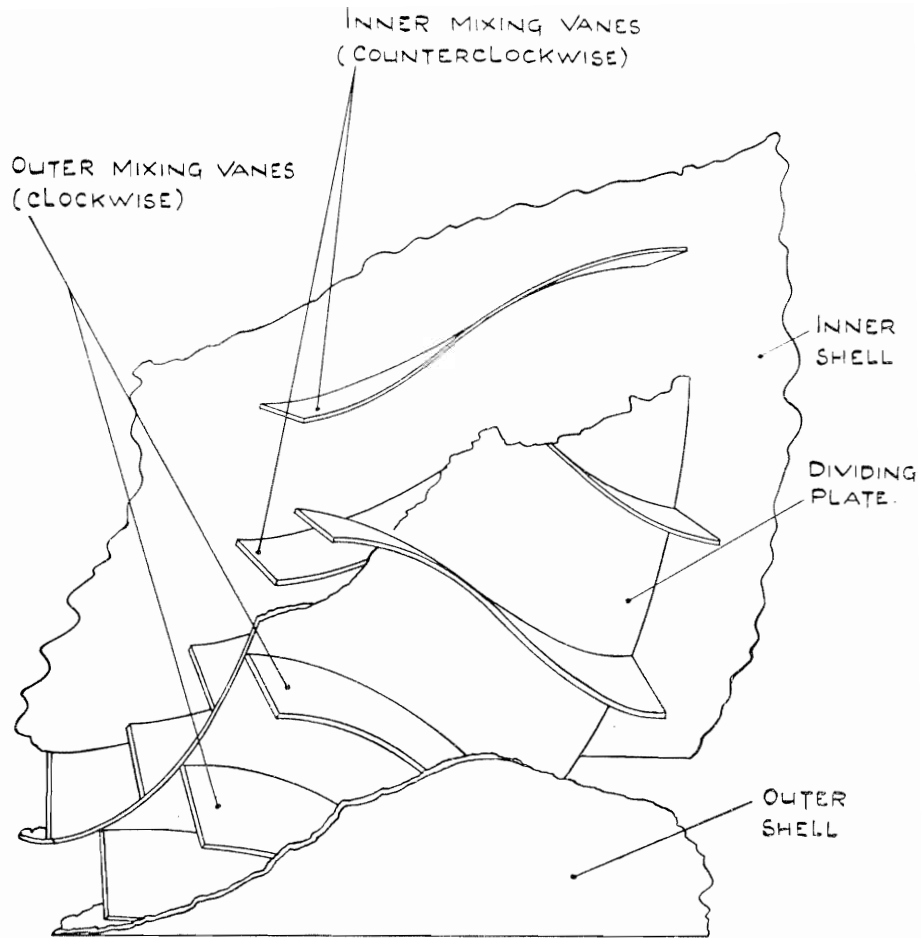 INNER MIXING VANES
(COUNTERCLOCKWISE)
OUTER MIXING VANES
(CLOCKWISE)
INNER
SHELL
DIVIDING
PLATE.
OUTER
SHELL